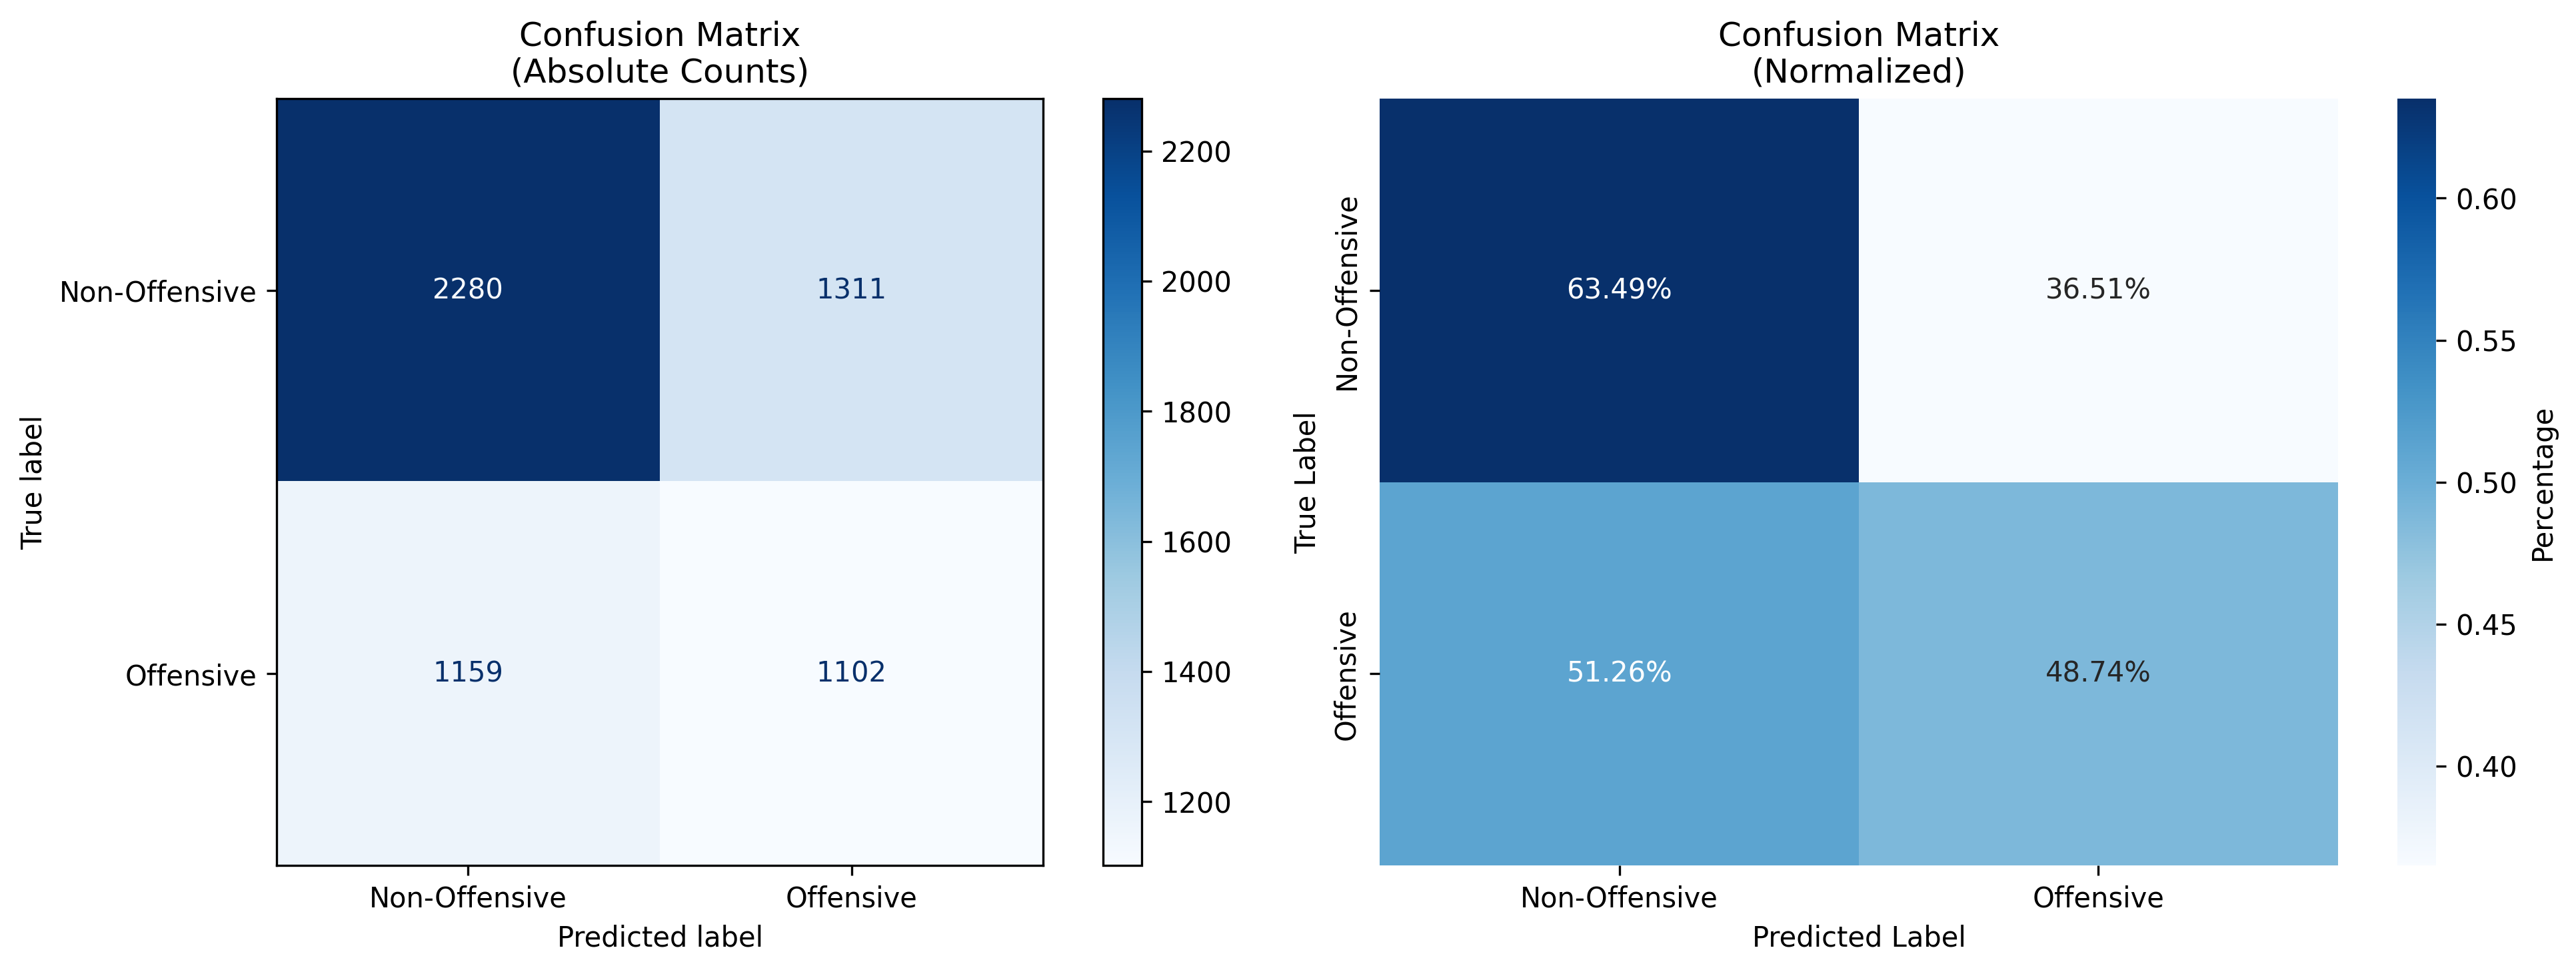 Confusion Matrix
(Absolute Counts)
True label
Non-Offensive
Offensive
2280
1311
1159
1102
Non-Offensive
Offensive
Predicted label
2200
2000
1800
1600
1400
1200
Confusion Matrix
(Normalized)
True Label
Non-Offensive
Offensive
63.49%
36.51%
51.26%
48.74%
Non-Offensive
Offensive
Predicted Label
0.60
0.55
0.50
0.45
0.40
Percentage